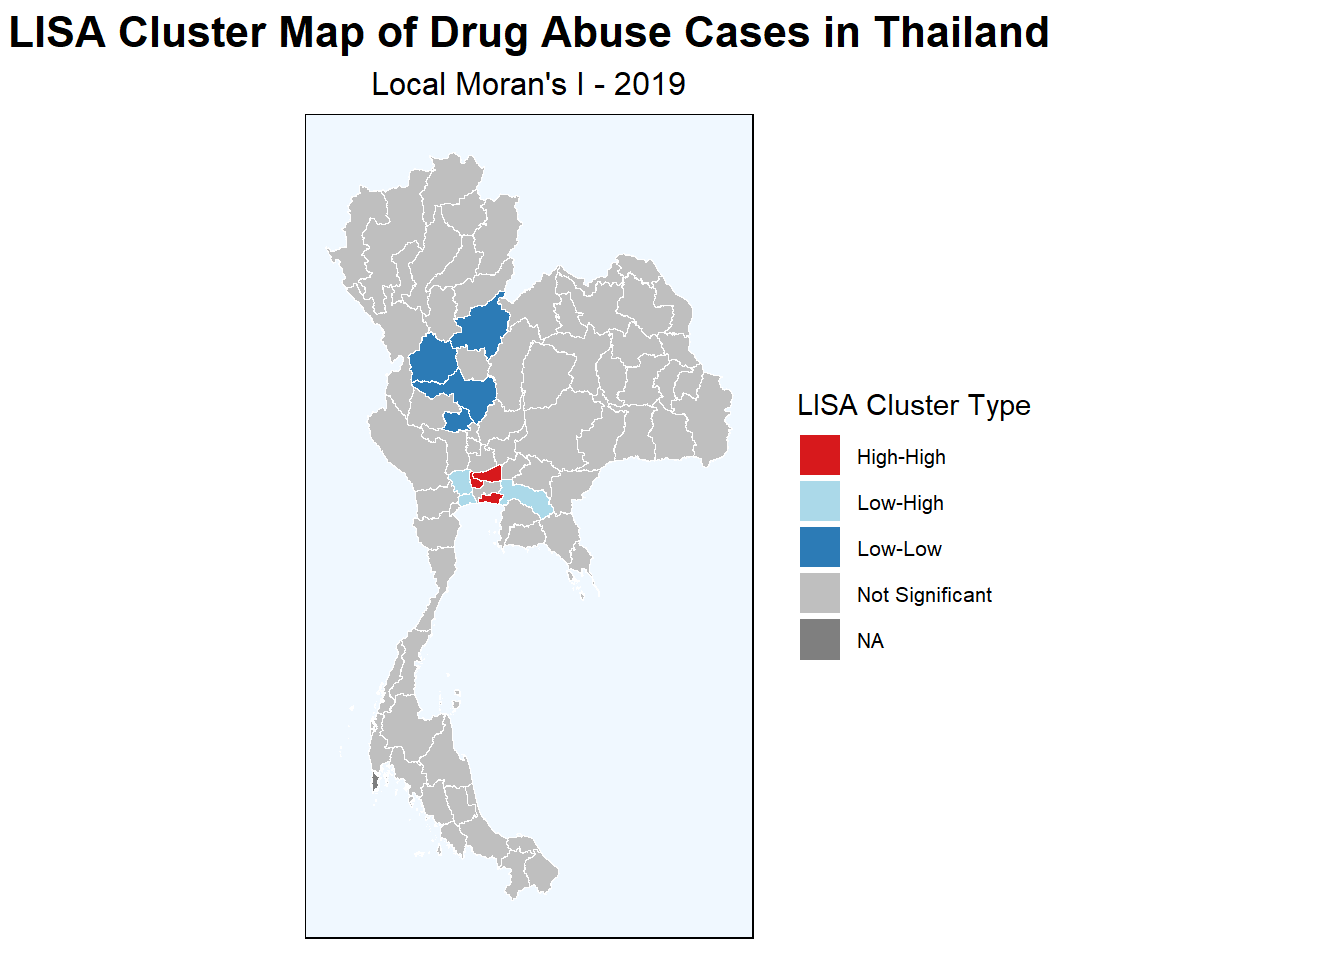 LISA Cluster Map of Drug Abuse Cases in Thailand
Local Moran's I - 2019
LISA Cluster Type
High-High
Low-High
Low-Low
Not Significant
NA